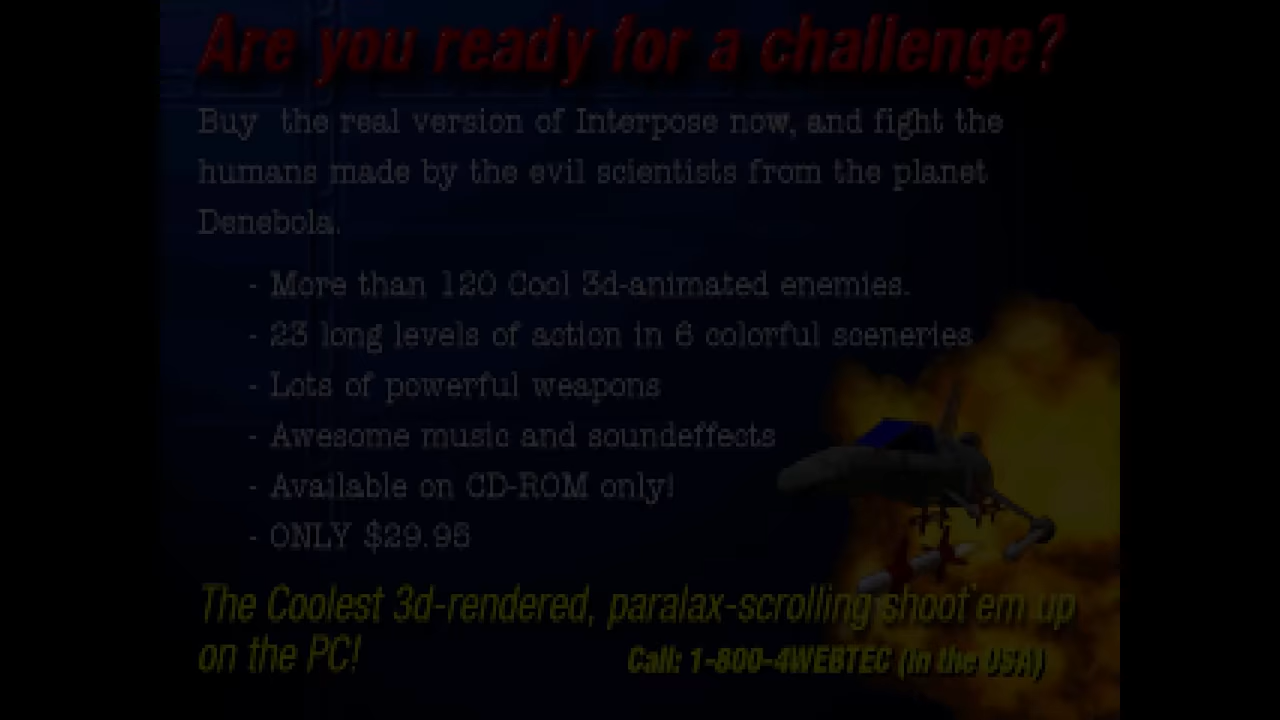 Are you ready for a challenge?
Buy the real version of Interpose now, and fight the
humans made by the evil scientists from the planet
Denebola.
- More than 120 Cool 3d-animated enemies.
- 23 long levels of action in 6 colorful sceneries
- Lots of powerful weapons
- Awesome music and soundeffects
- Available on CD-ROM only!
- ONLY $29.95
The Coolest 3d-rendered, paralax-scrolling shoot'em up
on the PC!
Call: 1-800-4WEBTEC (in the USA)